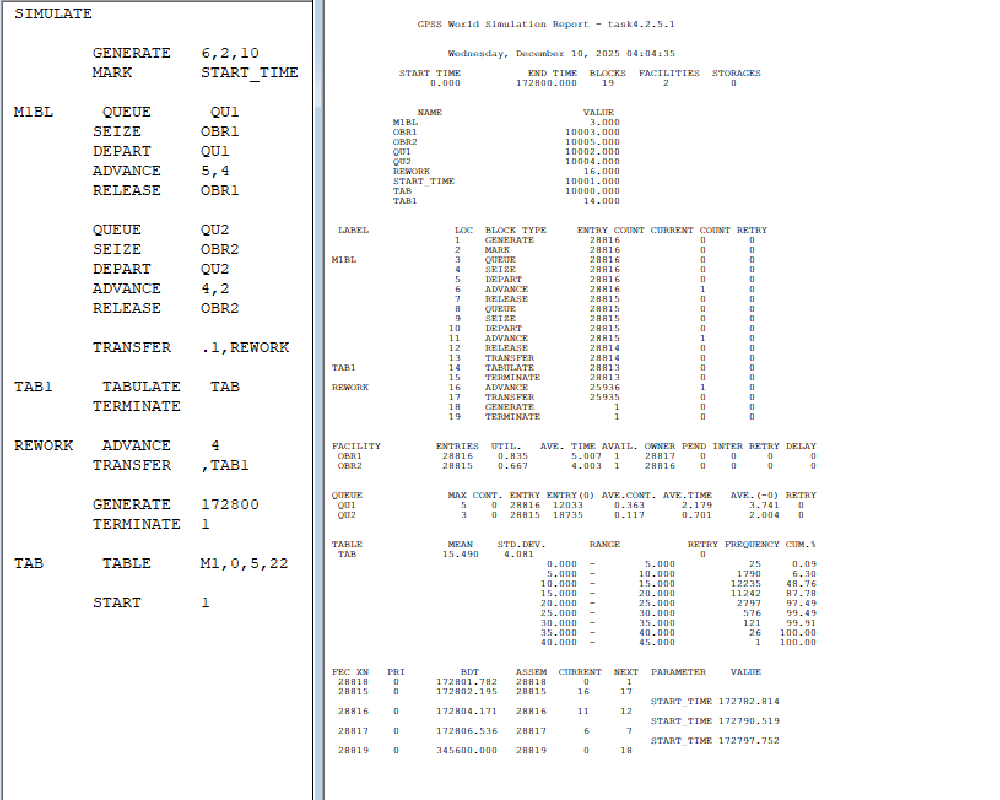 SIMULATE
GENERATE 6,2,10
MARK START_TIME
M1BL QUEUE QU1
SEIZE OBR1
DEPART QU1
ADVANCE 5,4
RELEASE OBR1
QUEUE QU2
SEIZE OBR2
DEPART QU2
ADVANCE 4,2
RELEASE OBR2
TRANSFER .1,REWORK
TAB1 TABULATE TAB
TERMINATE
REWORK ADVANCE 4
TRANSFER ,TAB1
GENERATE 172800
TERMINATE 1
TAB TABLE M1,0,5,22
START 1
GPSS World Simulation Report - task4.2.5.1
Wednesday, December 10, 2025 04:04:35
START TIME END TIME BLOCKS FACILITIES STORAGES
0.000 172800.000 19 2 0
NAME VALUE
M1BL 3.000
OBR1 10003.000
OBR2 10005.000
QU1 10002.000
QU2 10004.000
REWORK 16.000
START_TIME 10001.000
TAB 10000.000
TAB1 14.000
LABEL LOC BLOCK TYPE ENTRY COUNT CURRENT COUNT RETRY
1 GENERATE 28816 0 0
2 MARK 28816 0 0
M1BL 3 QUEUE 28816 0 0
4 SEIZE 28816 0 0
5 DEPART 28816 0 0
6 ADVANCE 28816 1 0
7 RELEASE 28815 0 0
8 QUEUE 28815 0 0
9 SEIZE 28815 0 0
10 DEPART 28815 0 0
11 ADVANCE 28815 1 0
12 RELEASE 28814 0 0
13 TRANSFER 28814 0 0
TAB1 14 TABULATE 28813 0 0
15 TERMINATE 28813 0 0
REWORK 16 ADVANCE 25936 1 0
17 TRANSFER 25935 0 0
18 GENERATE 1 0 0
19 TERMINATE 1 0 0
FACILITY ENTRIES UTIL. AVE. TIME AVAIL. OWNER PEND INTER RETRY DELAY
OBR1 28816 0.835 5.007 1 28817 0 0 0 0
OBR2 28815 0.667 4.003 1 28816 0 0 0 0
QUEUE MAX CONT. ENTRY ENTRY(0) AVE.CONT. AVE.TIME AVE.(-0) RETRY
QU1 5 0 28816 12033 0.363 2.179 3.741 0
QU2 3 0 28815 18735 0.117 0.701 2.004 0
TABLE MEAN STD.DEV. RANGE RETRY FREQUENCY CUM.%
TAB 15.490 4.081 0
0.000 - 5.000 25 0.09
5.000 - 10.000 1790 6.30
10.000 - 15.000 12235 48.76
15.000 - 20.000 11242 87.78
20.000 - 25.000 2797 97.49
25.000 - 30.000 576 99.49
30.000 - 35.000 121 99.91
35.000 - 40.000 26 100.00
40.000 - 45.000 1 100.00
FEC XN PRI BDT ASSEM CURRENT NEXT PARAMETER VALUE
28818 0 172801.782 28818 0 1
28815 0 172802.195 28815 16 17
START_TIME 172782.814
28816 0 172804.171 28816 11 12
START_TIME 172790.519
28817 0 172806.536 28817 6 7
START_TIME 172797.752
28819 0 345600.000 28819 0 18